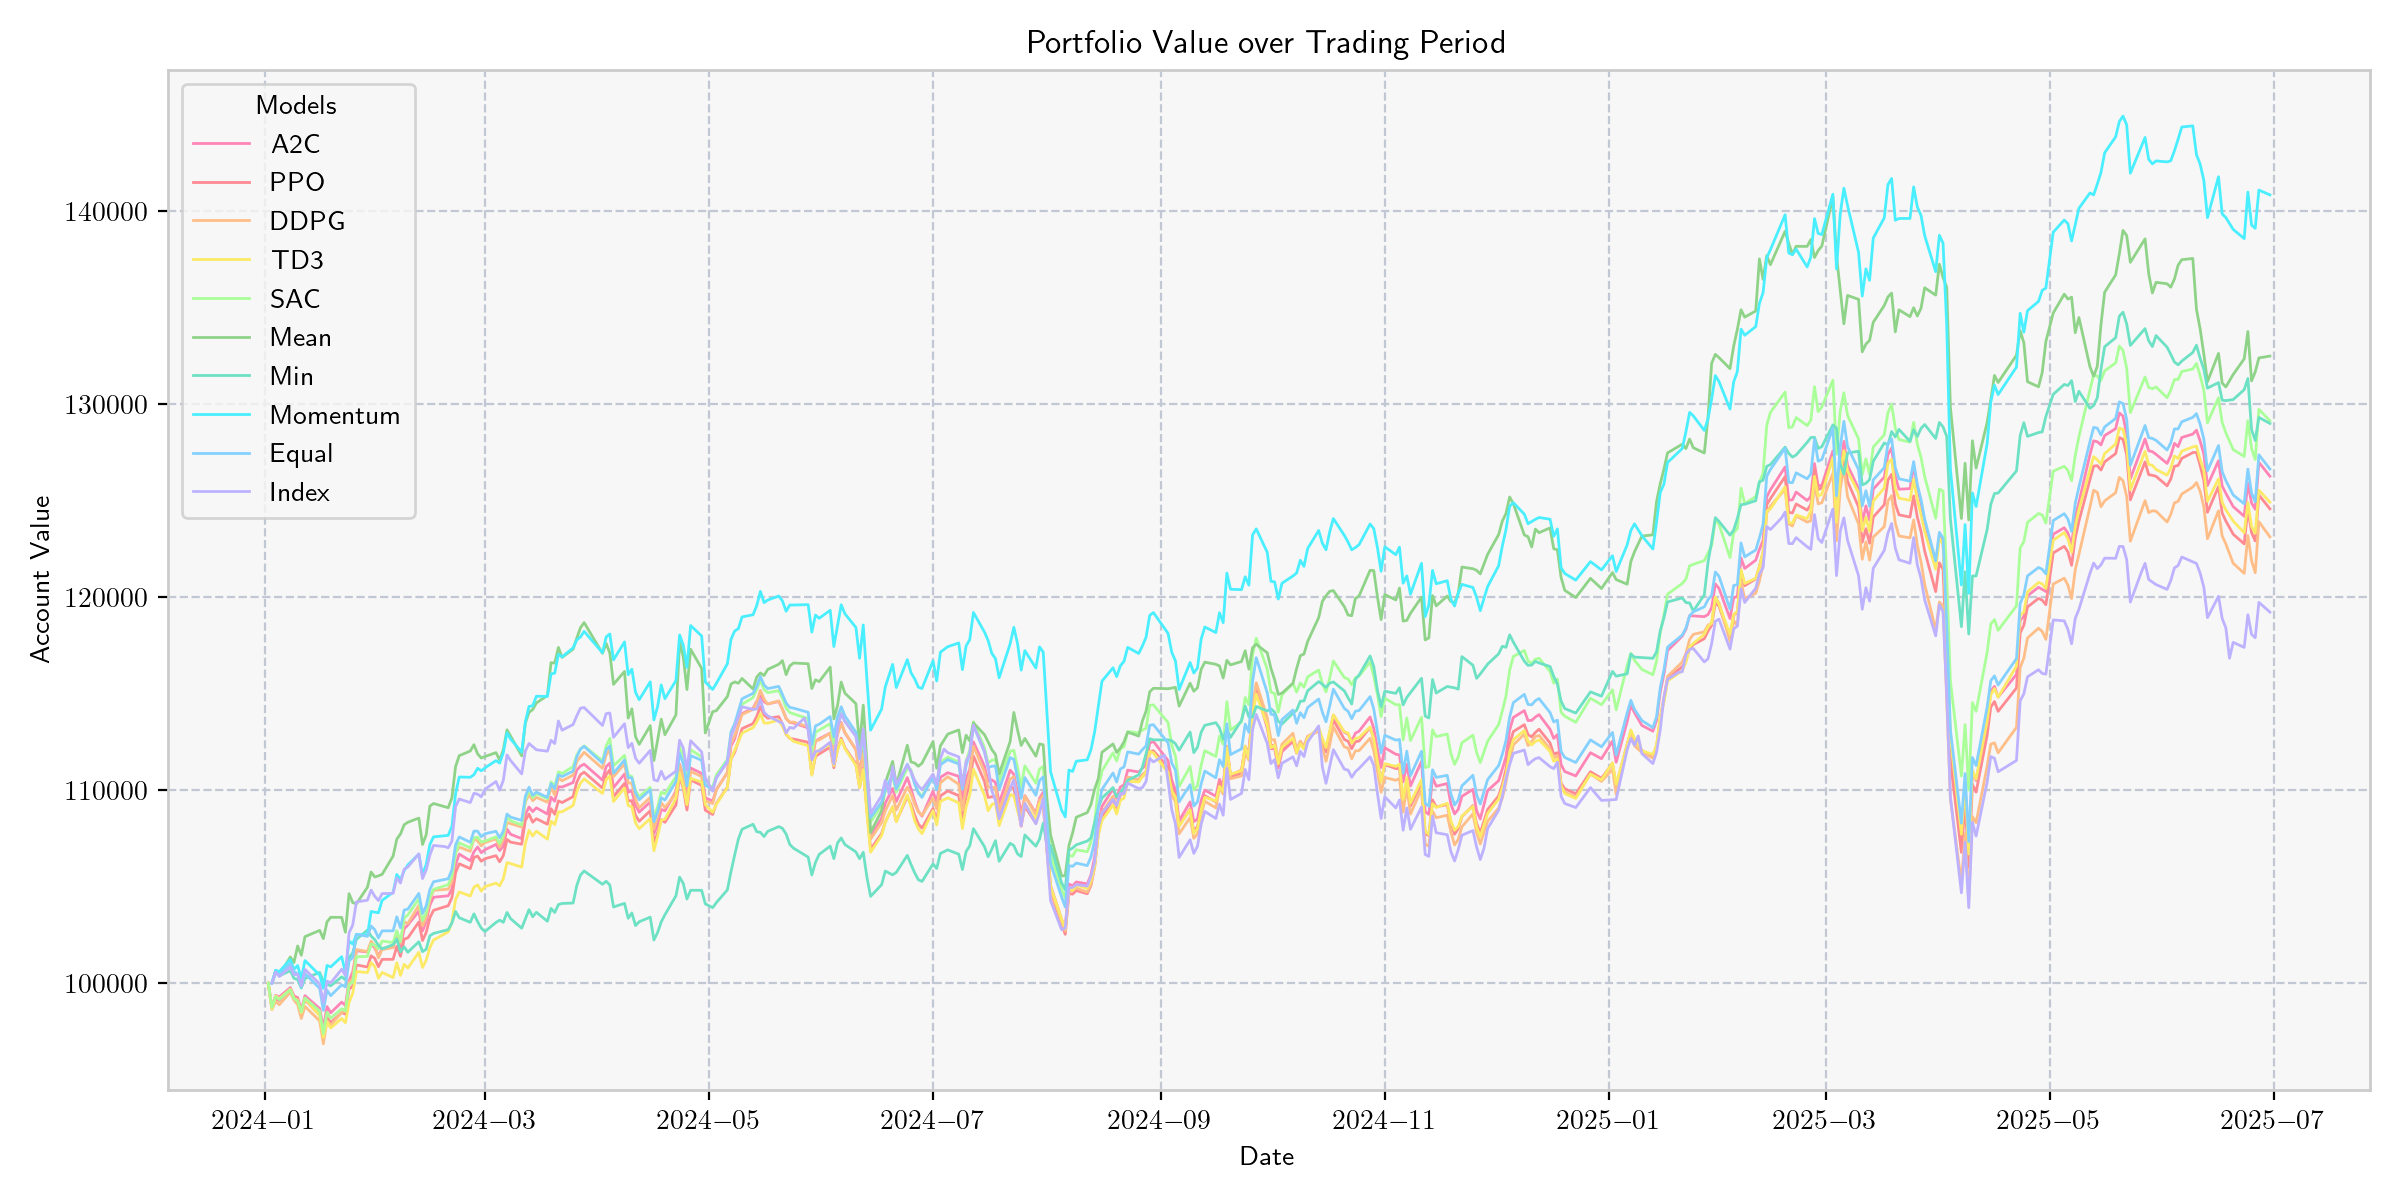 Portfolio Value over Trading Period
Models
A2C
PPO
DDPG
TD3
SAC
Mean
Min
Momentum
Equal
Index
Account Value
140000
130000
120000
110000
100000
2024−01 2024−03 2024−05 2024−07 2024−09 2024−11 2025−01 2025−03 2025−05 2025−07
Date